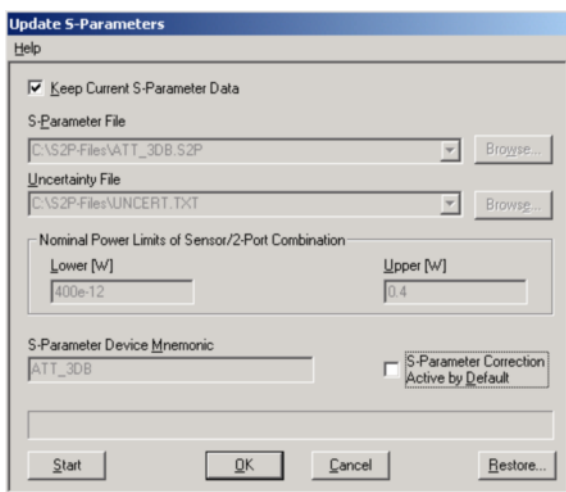 Update S-Parameters
Help
Keep Current S-Parameter Data
S-Parameter File
C:\S2P-Files\ATT_3DB.S2P
Browse...
Uncertainty File
C:\S2P-Files\UNCERT.TXT
Browse...
Nominal Power Limits of Sensor/2-Port Combination
Lower [W]
Upper [W]
400e-12
0.4
S-Parameter Device Mnemonic
ATT_3DB
S-Parameter Correction
Active by Default
Start
OK
Cancel
Restore...